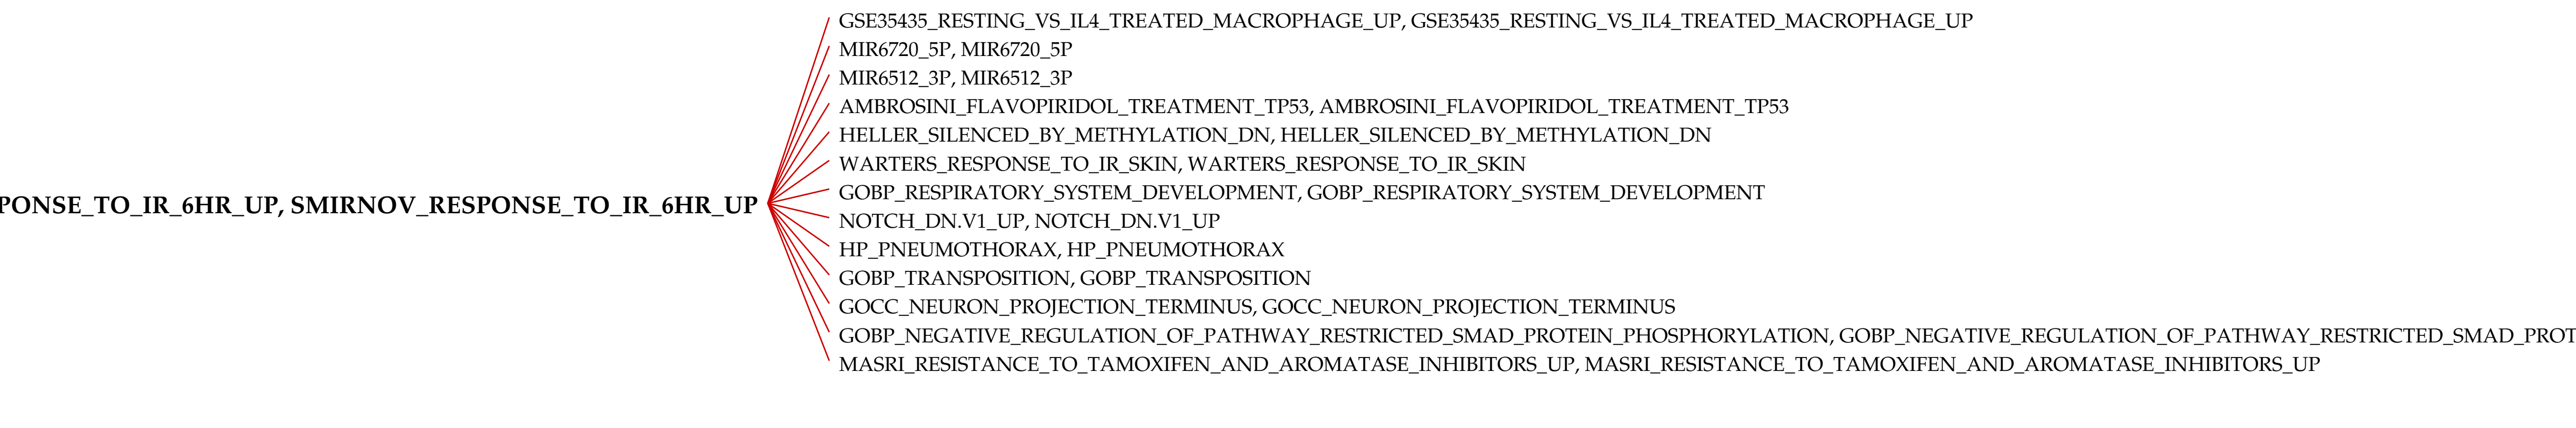 GSE35435_RESTING_VS_IL4_TREATED_MACROPHAGE_UP, GSE35435_RESTING_VS_IL4_TREATED_MACROPHAGE_UP
MIR6720_5P, MIR6720_5P
MIR6512_3P, MIR6512_3P
AMBROSINI_FLAVOPIRIDOL_TREATMENT_TP53, AMBROSINI_FLAVOPIRIDOL_TREATMENT_TP53
HELLER_SILENCED_BY_METHYLATION_DN, HELLER_SILENCED_BY_METHYLATION_DN
WARTERS_RESPONSE_TO_IR_SKIN, WARTERS_RESPONSE_TO_IR_SKIN
GOBP_RESPIRATORY_SYSTEM_DEVELOPMENT, GOBP_RESPIRATORY_SYSTEM_DEVELOPMENT
PONSE_TO_IR_6HR_UP, SMIRNOV_RESPONSE_TO_IR_6HR_UP
NOTCH_DN.V1_UP, NOTCH_DN.V1_UP
HP_PNEUMOTHORAX, HP_PNEUMOTHORAX
GOBP_TRANSPOSITION, GOBP_TRANSPOSITION
GOCC_NEURON_PROJECTION_TERMINUS, GOCC_NEURON_PROJECTION_TERMINUS
GOBP_NEGATIVE_REGULATION_OF_PATHWAY_RESTRICTED_SMAD_PROTEIN_PHOSPHORYLATION, GOBP_NEGATIVE_REGULATION_OF_PATHWAY_RESTRICTED_SMAD_PROT
MASRI_RESISTANCE_TO_TAMOXIFEN_AND_AROMATASE_INHIBITORS_UP, MASRI_RESISTANCE_TO_TAMOXIFEN_AND_AROMATASE_INHIBITORS_UP